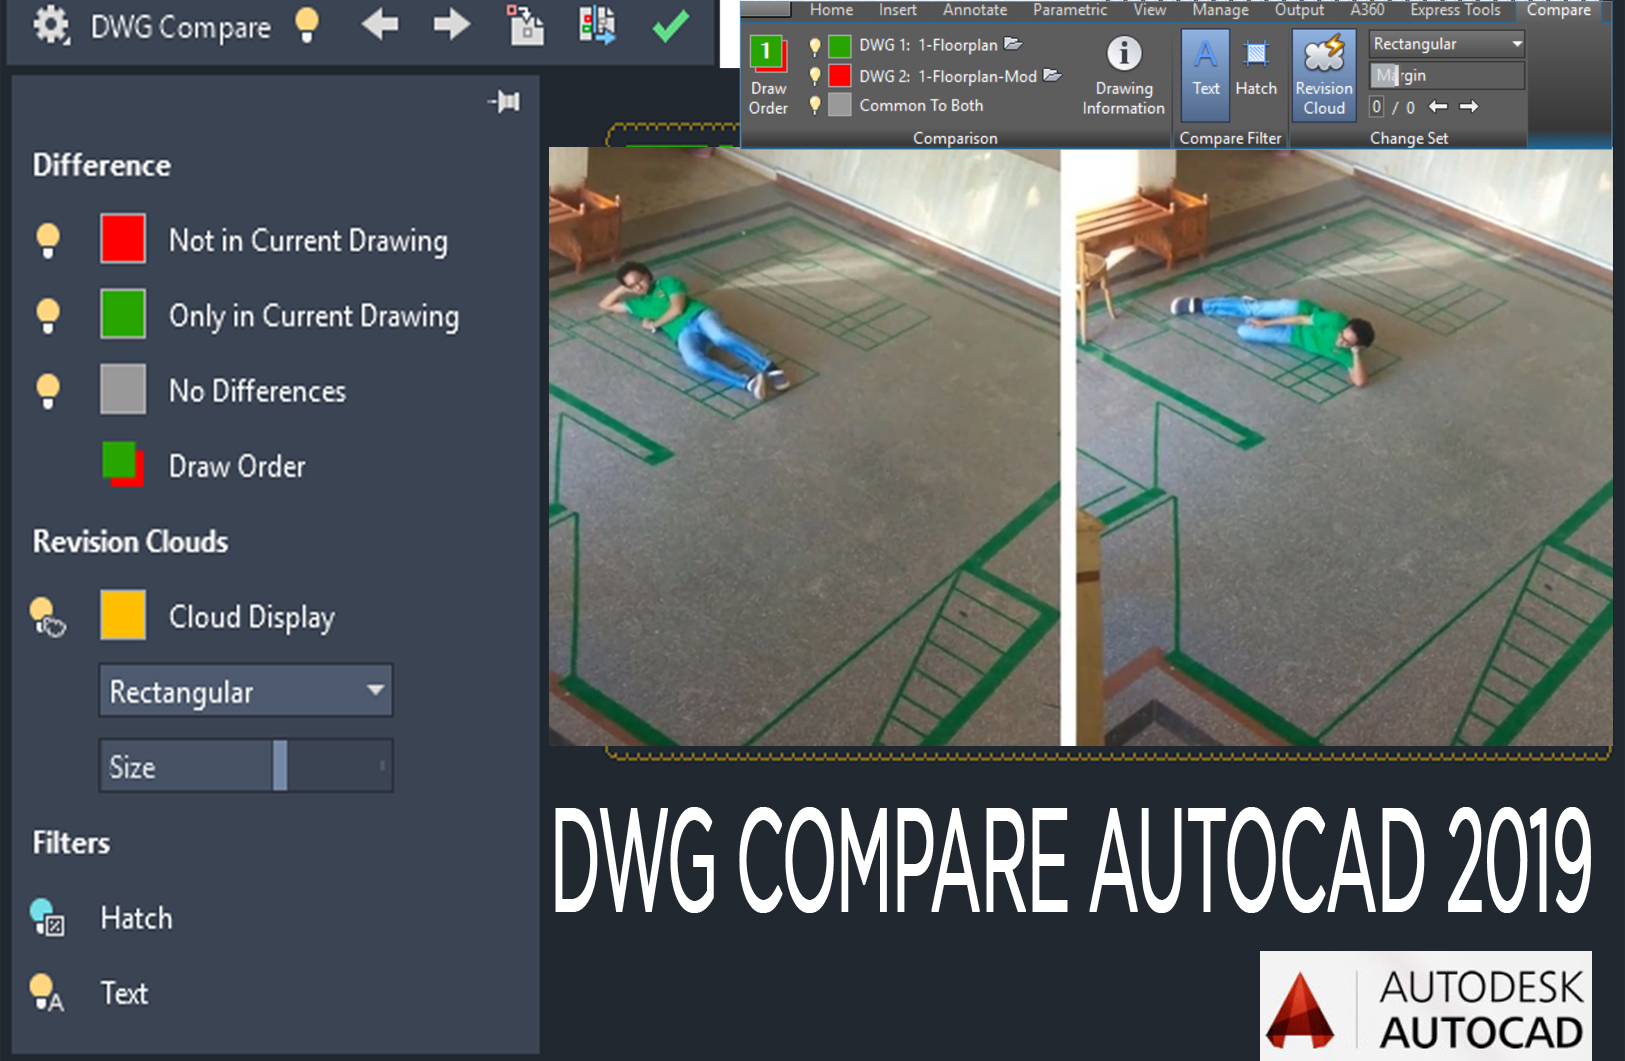 DWG Compare
Difference
Not in Current Drawing
Only in Current Drawing
No Differences
Draw Order
Revision Clouds
Cloud Display
Rectangular
Size
Filters
Hatch
A
Text
Home Insert Annotate Parametric View Manage Output A360 Express Tools Compare
1
Draw
Order
DWG 1: 1-Floorplan
DWG 2: 1-Floorplan-Mod
Common To Both
Comparison
i
Drawing
Information
A
Text
Hatch
Compare Filter
Revision
Cloud
Rectangular
Margin
0 / 0
Change Set
DWG COMPARE AUTOCAD 2019
AUTODESK
AUTOCAD